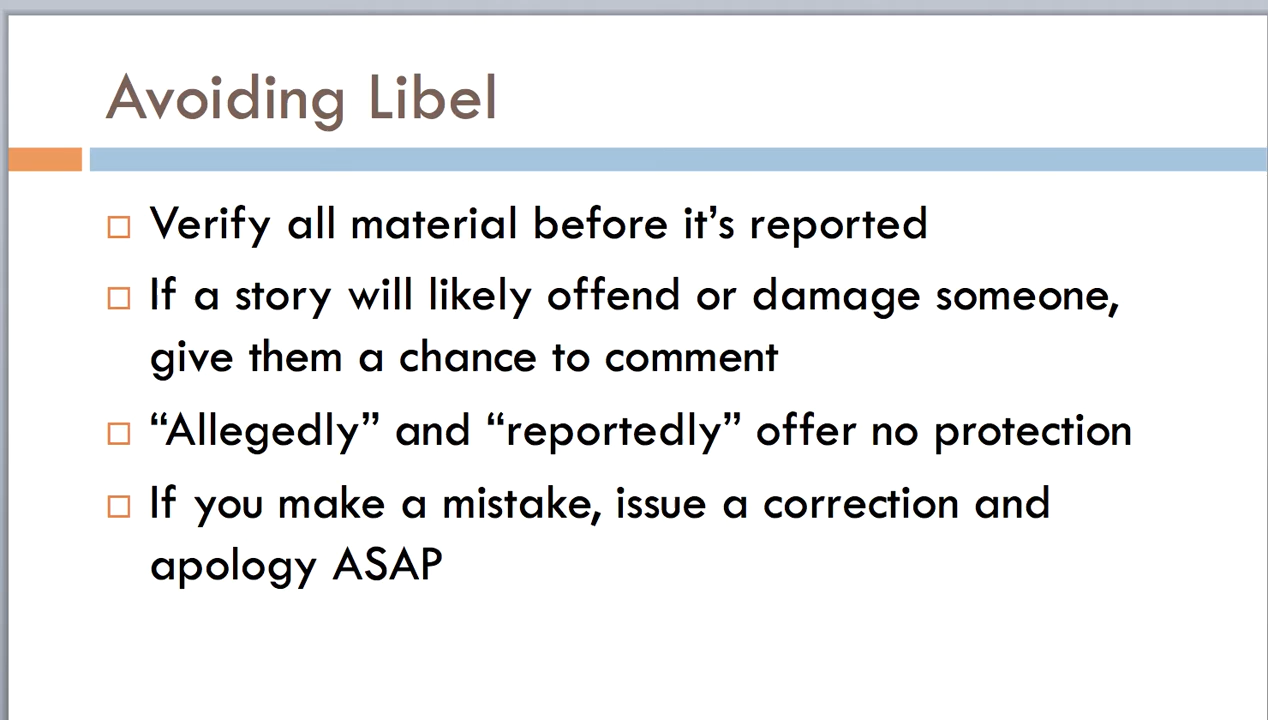 Avoiding Libel
Verify all material before it’s reported
If a story will likely offend or damage someone,
give them a chance to comment
“Allegedly” and “reportedly” offer no protection
If you make a mistake, issue a correction and
apology ASAP